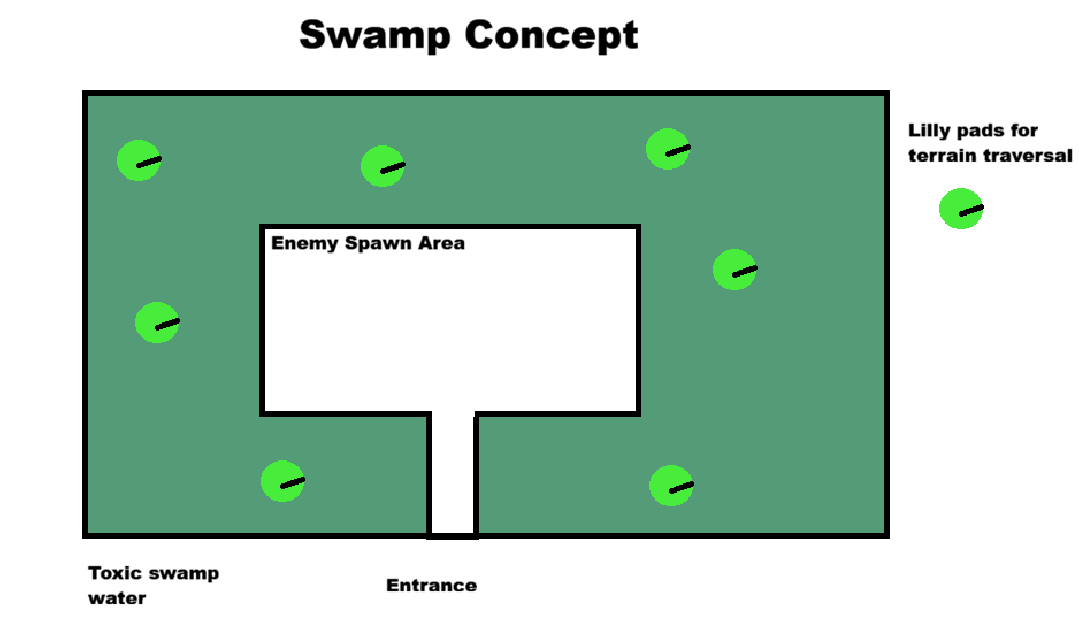 Swamp Concept
Lilly pads for
terrain traversal
Enemy Spawn Area
Toxic swamp
water
Entrance